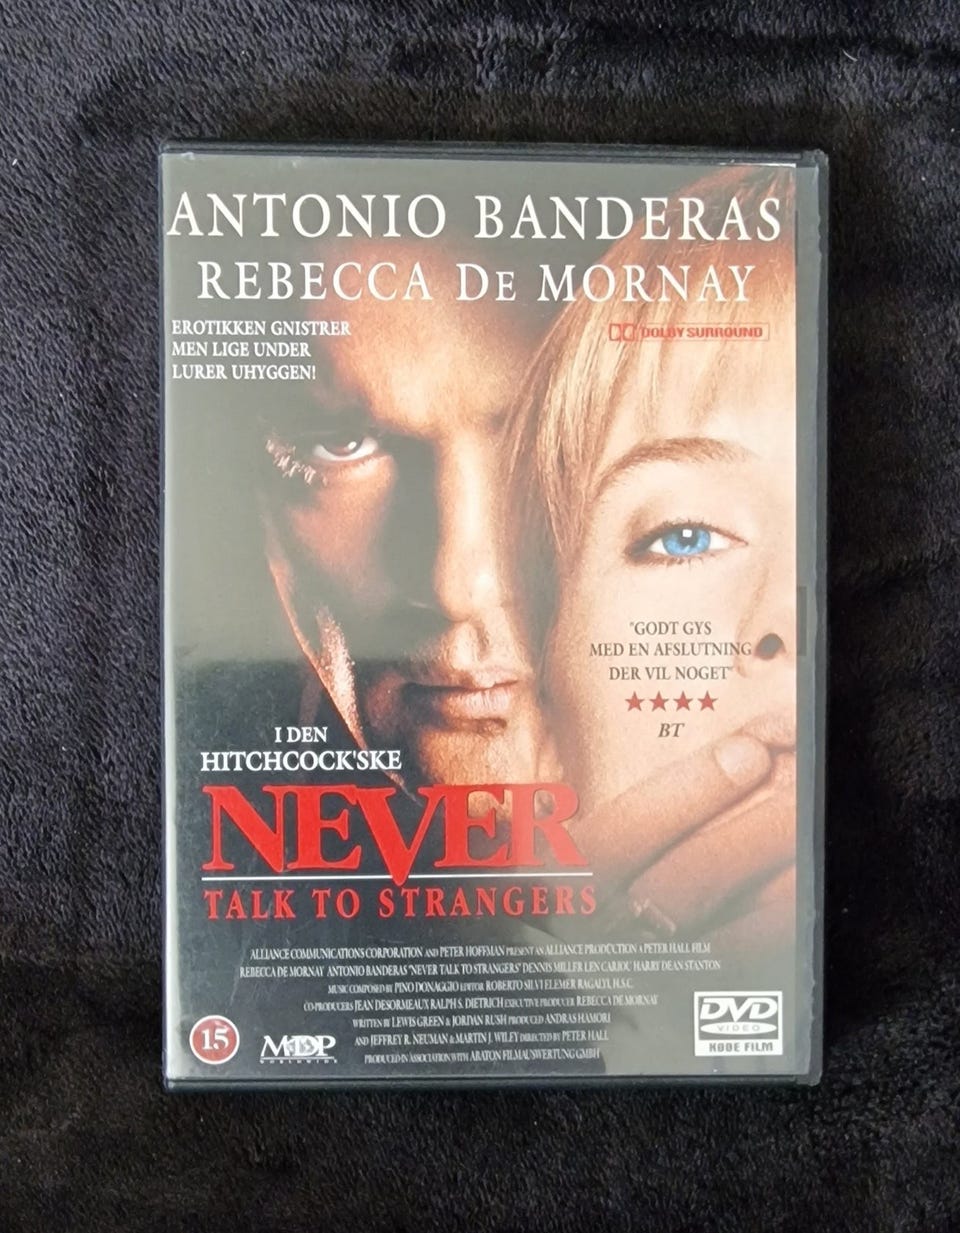 ANTONIO BANDERAS
REBECCA DE MORNAY
EROTIKKEN GNISTRER
MEN LIGE UNDER
LURER UHYGGEN!
DOLBY SURROUND
"GODT GYS
MED EN AFSLUTNING
DER VIL NOGET"
★★★★
BT
I DEN
HITCHCOCK'SKE
NEVER
TALK TO STRANGERS
ALLIANCE COMMUNICATIONS CORPORATION AND PETER HOFFMAN PRESENT AN ALLIANCE PRODUCTION A PETER HALL FILM
REBECCA DE MORNAY ANTONIO BANDERAS "NEVER TALK TO STRANGERS" DENNIS MILLER LEN CARIOU HARRY DEAN STANTON
MUSIC COMPOSED BY PINO DONAGGIO EDITOR ROBERTO SILVI ELEMER RAGALYI, H.S.C.
CO-PRODUCERS JEAN DESORMEAUX RALPH S. DIETRICH EXECUTIVE PRODUCER REBECCA DE MORNAY
WRITTEN BY LEWIS GREEN & JORDAN RUSH PRODUCED ANDRAS HAMORI
AND JEFFREY R. NEUMAN & MARTIN J. WILEY DIRECTED BY PETER HALL
PRODUCED IN ASSOCIATION WITH ABATON FILMAUSWERTUNG GMBH
15
MDP
WORLDWIDE
DVD
VIDEO
KØBE FILM